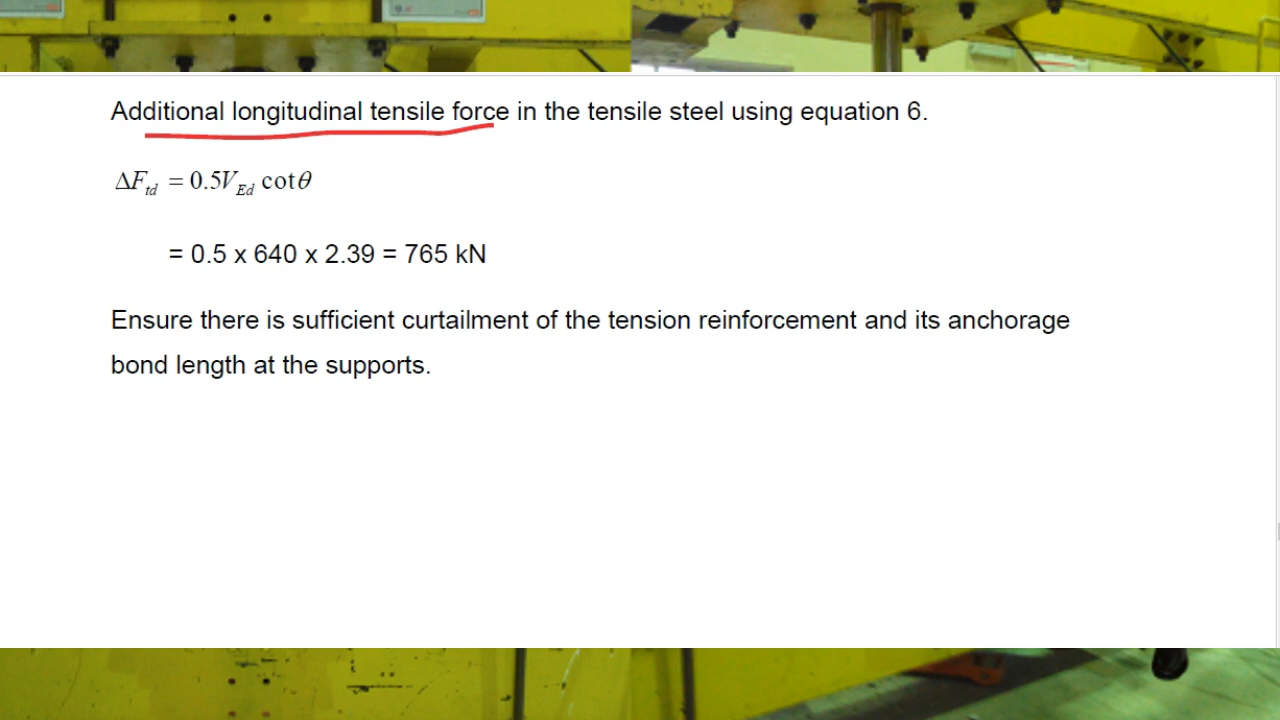 Additional longitudinal tensile force in the tensile steel using equation 6.
ΔF_td = 0.5V_Ed cotθ
= 0.5 x 640 x 2.39 = 765 kN
Ensure there is sufficient curtailment of the tension reinforcement and its anchorage
bond length at the supports.